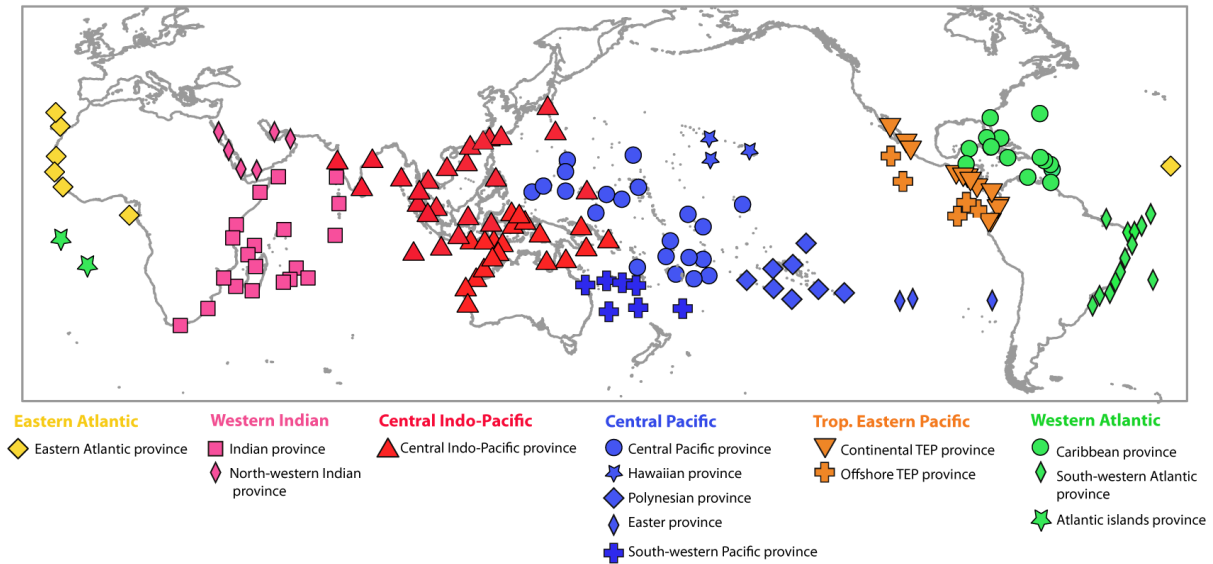 Eastern Atlantic
Eastern Atlantic province
Western Indian
Indian province
North-western Indian
province
Central Indo-Pacific
Central Indo-Pacific province
Central Pacific
Central Pacific province
Hawaiian province
Polynesian province
Easter province
South-western Pacific province
Trop. Eastern Pacific
Continental TEP province
Offshore TEP province
Western Atlantic
Caribbean province
South-western Atlantic
province
Atlantic islands province